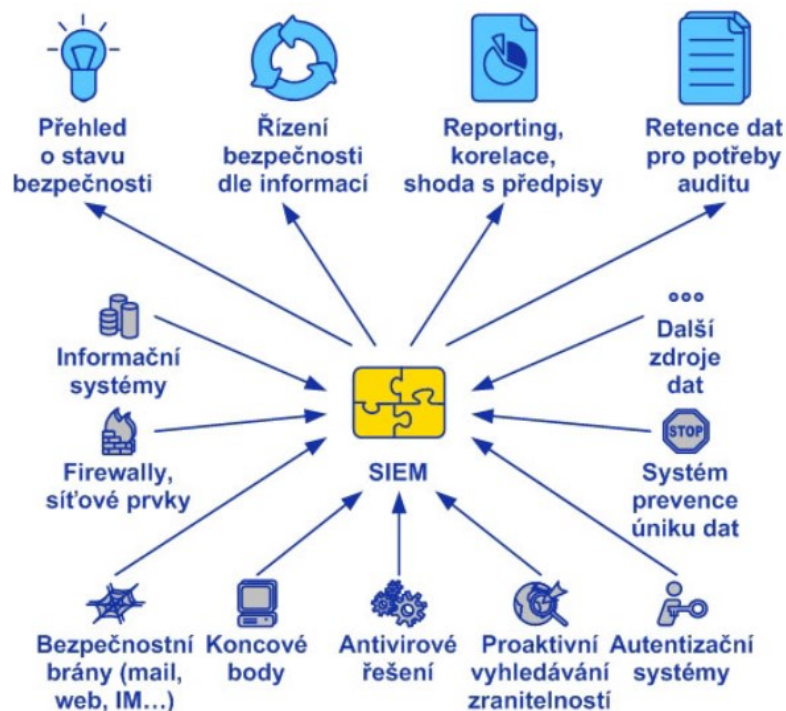 Přehled
o stavu
bezpečnosti
Řízení
bezpečnosti
dle informací
Reporting,
korelace,
shoda s předpisy
Retence dat
pro potřeby
auditu
Informační
systémy
Další
zdroje
dat
Firewally,
síťové prvky
SIEM
STOP
Systém
prevence
úniku dat
Bezpečnostní
brány (mail,
web, IM...)
Koncové
body
Antivirové
řešení
Proaktivní
vyhledávání
zranitelností
Autentizační
systémy